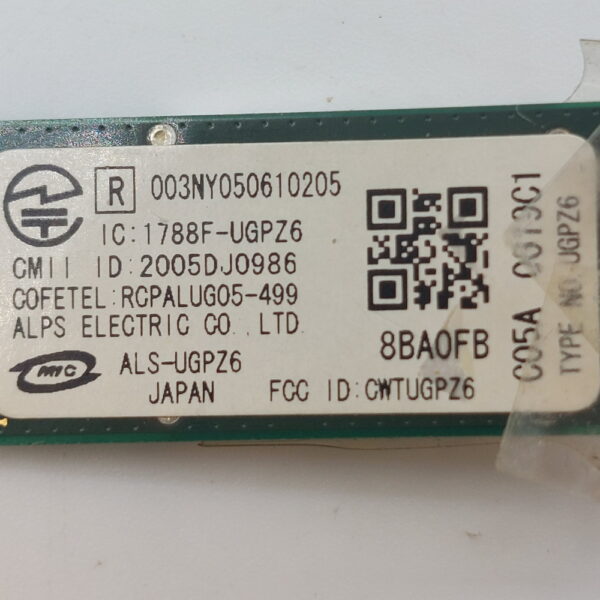 R 003NY050610205
IC:1788F-UGPZ6
CMII ID:2005DJ0986
COFETEL:RCPALUG05-499
ALPS ELECTRIC CO., LTD.
MIC ALS-UGPZ6
JAPAN FCC ID:CWTUGPZ6
8BA0FB
C05A
TYPE NO.UGPZ6